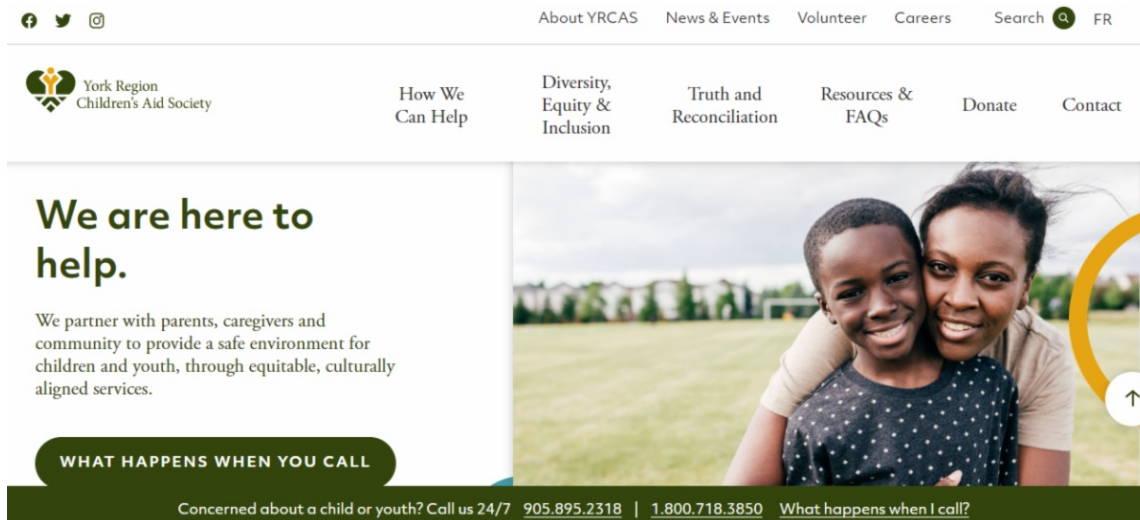 About YRCAS News & Events Volunteer Careers Search FR
York Region
Children's Aid Society
How We
Can Help
Diversity,
Equity &
Inclusion
Truth and
Reconciliation
Resources &
FAQs
Donate
Contact
We are here to
help.
We partner with parents, caregivers and
community to provide a safe environment for
children and youth, through equitable, culturally
aligned services.
WHAT HAPPENS WHEN YOU CALL
Concerned about a child or youth? Call us 24/7 905.895.2318 | 1.800.718.3850 What happens when I call?